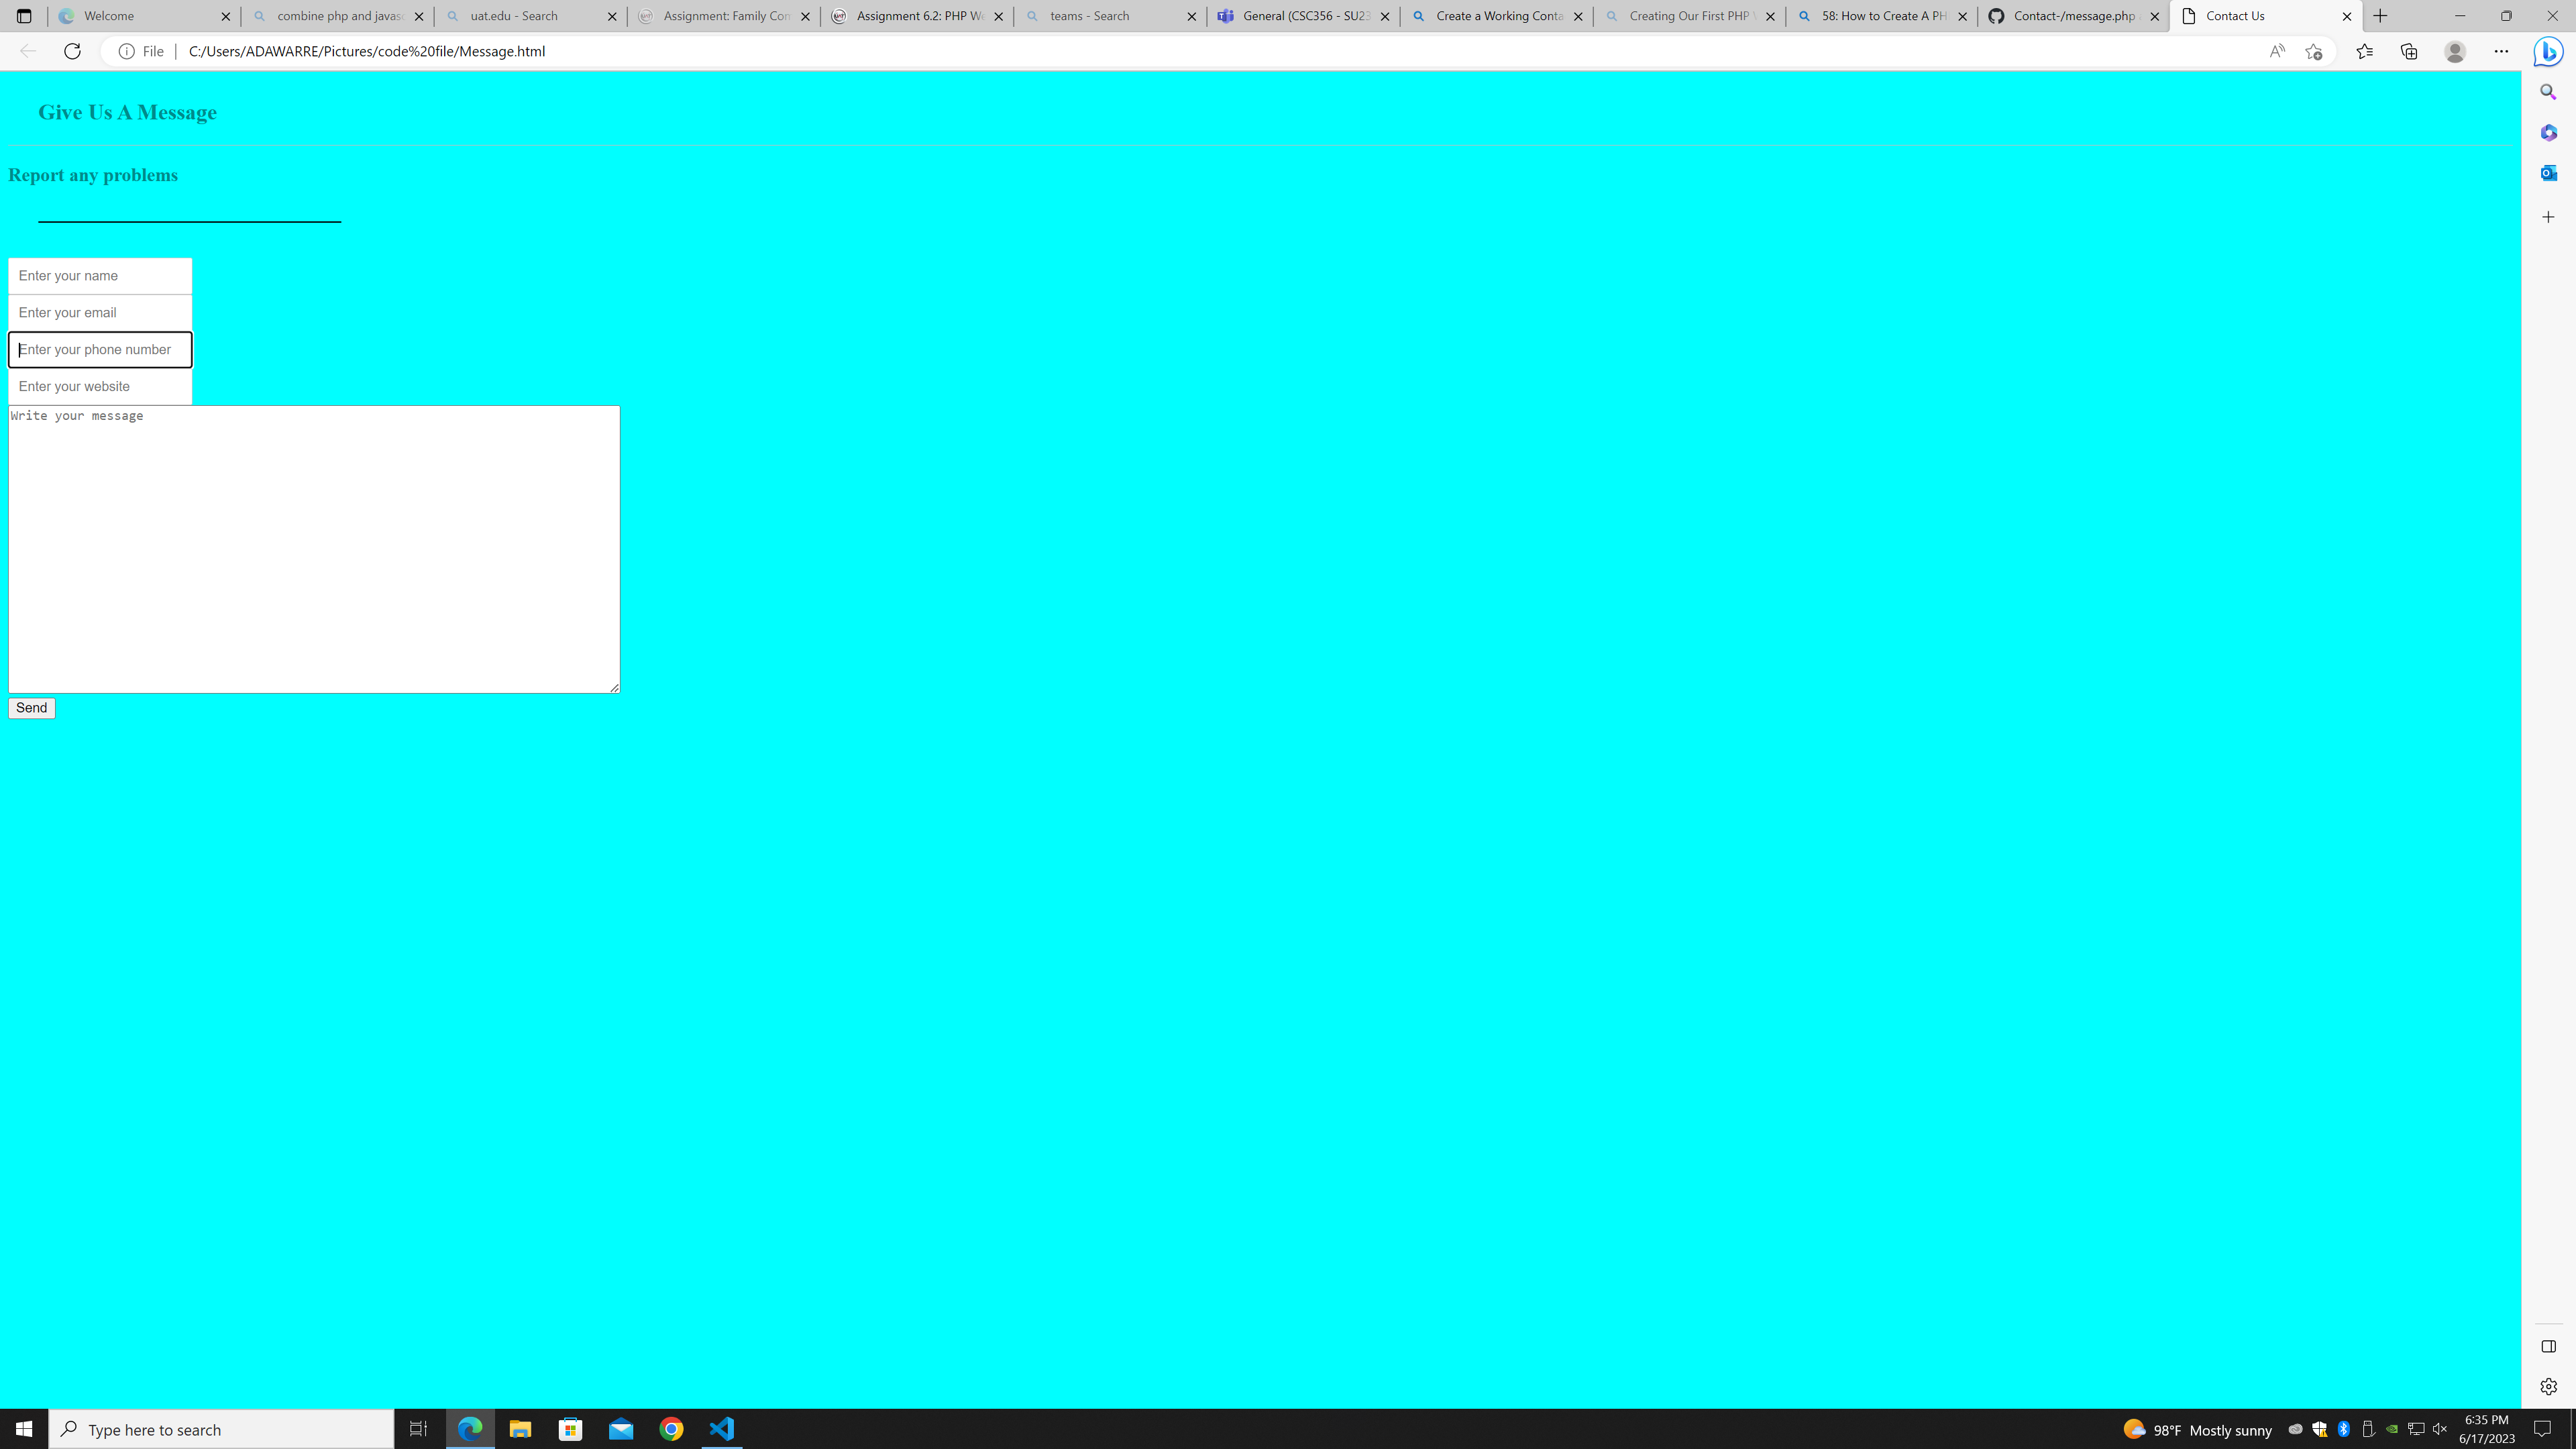 Welcome
combine php and javasc
uat.edu - Search
Assignment: Family Con
Assignment 6.2: PHP We
teams - Search
General (CSC356 - SU23
Create a Working Conta
Creating Our First PHP
58: How to Create A PH
Contact-/message.php
Contact Us
File
C:/Users/ADAWARRE/Pictures/code%20file/Message.html
Give Us A Message
Report any problems
Enter your name
Enter your email
Enter your phone number
Enter your website
Write your message
Send
Type here to search
98°F Mostly sunny
6:35 PM
6/17/2023